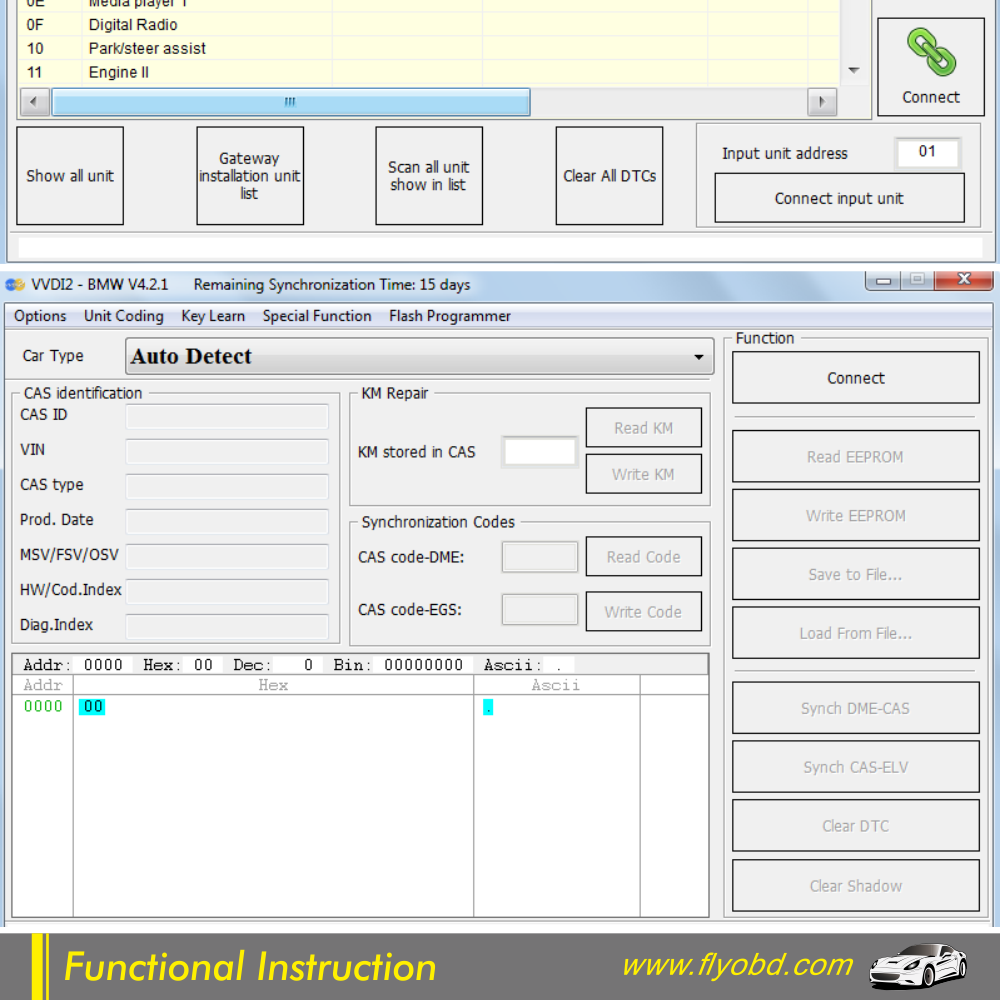 0E Media player 1
0F Digital Radio
10 Park/steer assist
11 Engine II
Connect
Show all unit
Gateway
installation unit
list
Scan all unit
show in list
Clear All DTCs
Input unit address 01
Connect input unit
VVDI2 - BMW V4.2.1 Remaining Synchronization Time: 15 days
Options Unit Coding Key Learn Special Function Flash Programmer
Car Type Auto Detect
CAS identification
CAS ID
VIN
CAS type
Prod. Date
MSV/FSV/OSV
HW/Cod.Index
Diag.Index
KM Repair
KM stored in CAS
Read KM
Write KM
Synchronization Codes
CAS code-DME: Read Code
CAS code-EGS: Write Code
Function
Connect
Read EEPROM
Write EEPROM
Save to File...
Load From File...
Synch DME-CAS
Synch CAS-ELV
Clear DTC
Clear Shadow
Addr: 0000 Hex: 00 Dec: 0 Bin: 00000000 Ascii: .
Addr Hex Ascii
0000 00 .
Functional Instruction
www.flyobd.com